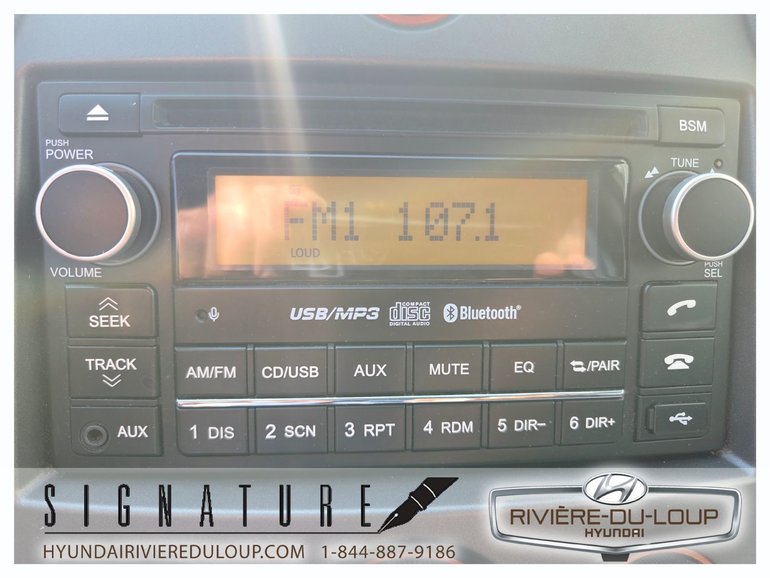 BSM
PUSH
POWER
TUNE
FM1 107.1
LOUD
VOLUME
PUSH
SEL
SEEK
USB/MP3 COMPACT disc DIGITAL AUDIO Bluetooth®
TRACK
AM/FM CD/USB AUX MUTE EQ /PAIR
AUX
1 DIS 2 SCN 3 RPT 4 RDM 5 DIR- 6 DIR+
SIGNATURE
HYUNDAIRIVIEREDULOUP.COM 1-844-887-9186
RIVIÈRE-DU-LOUP
HYUNDAI